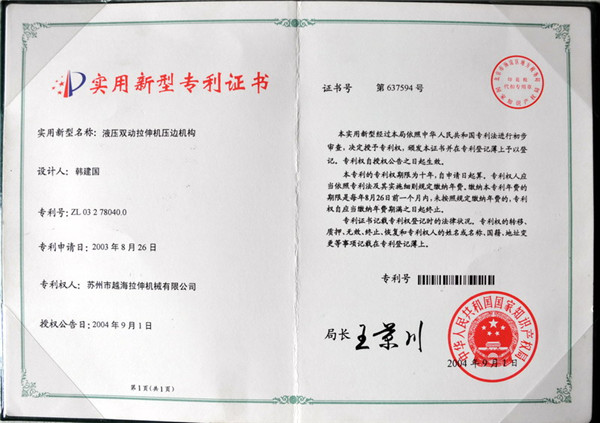 实用新型专利证书
实用新型名称：液压双动拉伸机压边机构
设计人：韩建国
专利号：ZL 03 2 78040.0
专利申请日：2003 年 8 月 26 日
专利权人：苏州市越海拉伸机械有限公司
授权公告日：2004 年 9 月 1 日
第 1 页 (共 1 页)
证书号 第 637594 号
本实用新型经过本局依照中华人民共和国专利法进行初步
审查，决定授予专利权，颁发本证书并在专利登记簿上予以登
记。专利权自授权公告之日起生效。
本专利的专利权期限为十年，自申请日起算。专利权人应
当依照专利法及其实施细则规定缴纳年费。缴纳本专利年费的
期限是每年8月26日前一个月内。未按照规定缴纳年费的，专利
权自应当缴纳年费期满之日起终止。
专利证书记载专利权登记时的法律状况。专利权的转移、
质押、无效、终止、恢复和专利权人的姓名或名称、国籍、地址变
更等事项记载在专利登记簿上。
专利号
局长 王景川
中华人民共和国国家知识产权局
2004 年 9 月 1 日